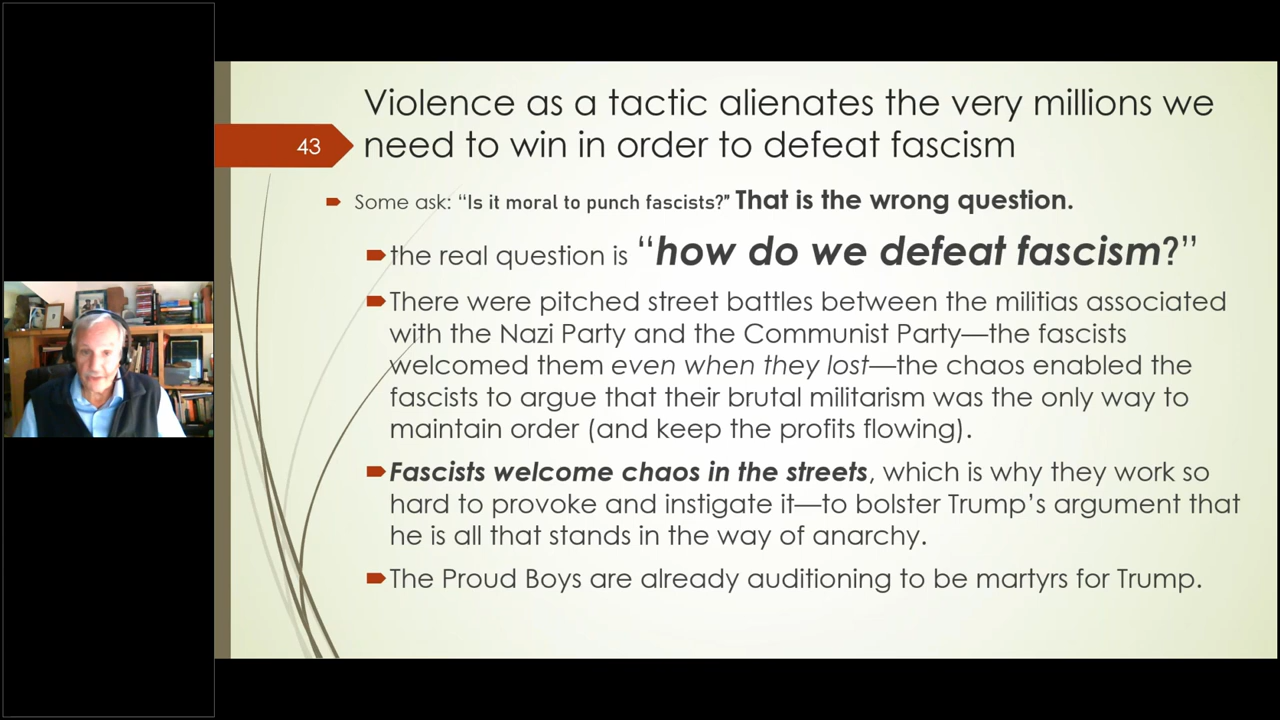 Violence as a tactic alienates the very millions we
43
need to win in order to defeat fascism
Some ask: “Is it moral to punch fascists?” That is the wrong question.
the real question is “how do we defeat fascism?”
There were pitched street battles between the militias associated
with the Nazi Party and the Communist Party—the fascists
welcomed them even when they lost—the chaos enabled the
fascists to argue that their brutal militarism was the only way to
maintain order (and keep the profits flowing).
Fascists welcome chaos in the streets, which is why they work so
hard to provoke and instigate it—to bolster Trump’s argument that
he is all that stands in the way of anarchy.
The Proud Boys are already auditioning to be martyrs for Trump.